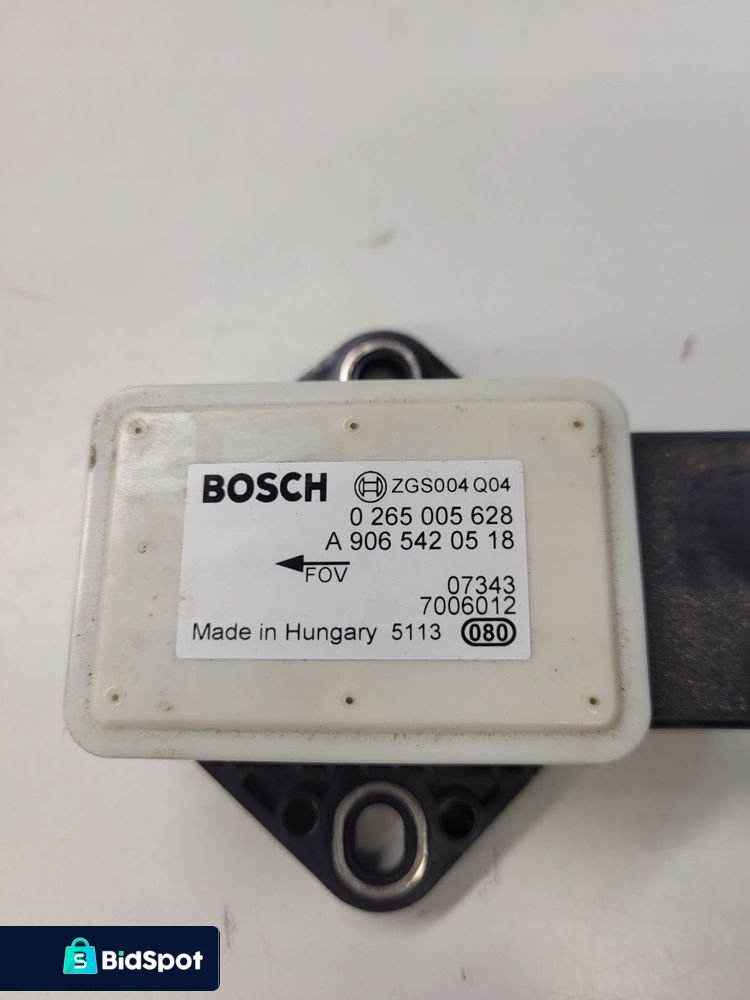 BOSCH ZGS004 Q04
0 265 005 628
A 906 542 05 18
FOV
07343
7006012
Made in Hungary 5113 080
BidSpot